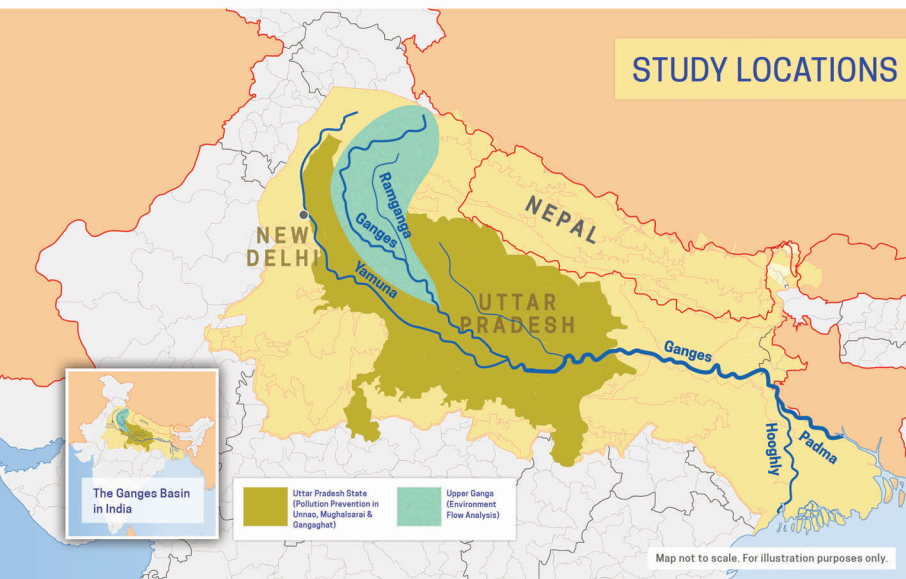 STUDY LOCATIONS
NEPAL
Ramganga
Ganges
NEW
DELHI
Yamuna
UTTAR
PRADESH
Ganges
Hooghly
Padma
The Ganges Basin
in India
Uttar Pradesh State
(Pollution Prevention in
Unnao, Mughalsarai &
Gangaghat)
Upper Ganga
(Environment
Flow Analysis)
Map not to scale. For illustration purposes only.